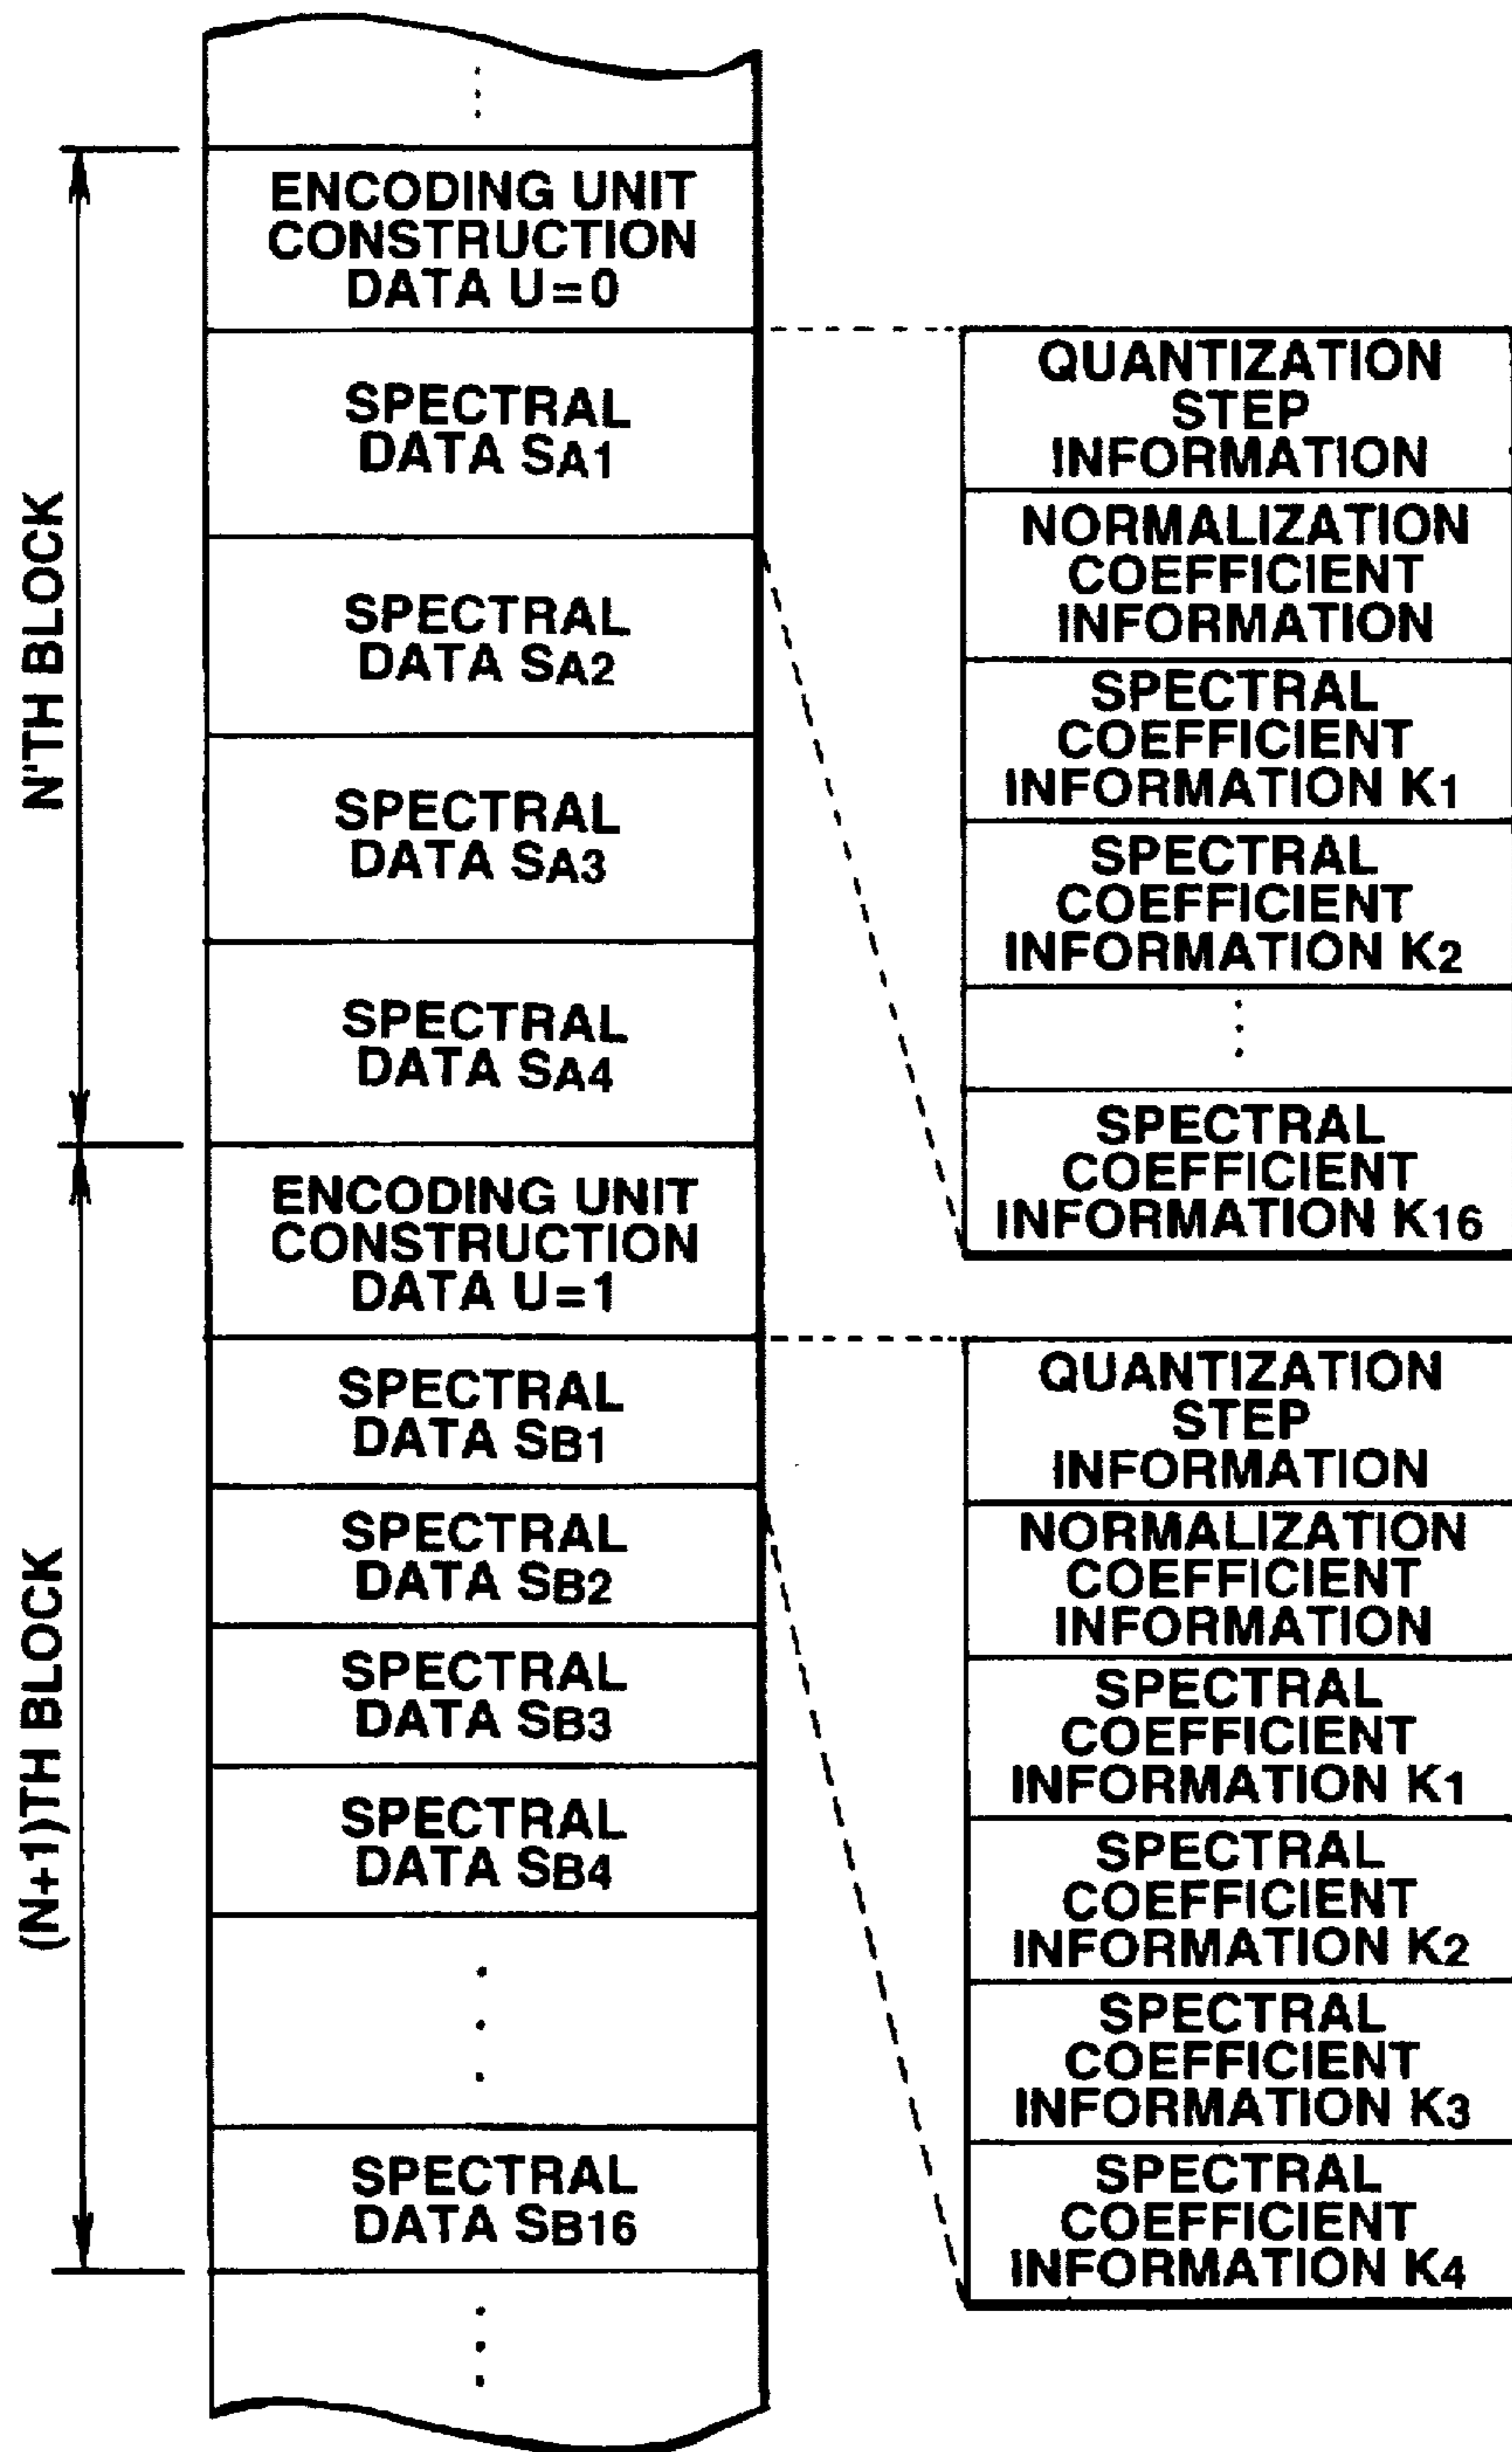 N'TH BLOCK
ENCODING UNIT
CONSTRUCTION
DATA U=0
SPECTRAL
DATA SA1
SPECTRAL
DATA SA2
SPECTRAL
DATA SA3
SPECTRAL
DATA SA4
QUANTIZATION
STEP
INFORMATION
NORMALIZATION
COEFFICIENT
INFORMATION
SPECTRAL
COEFFICIENT
INFORMATION K1
SPECTRAL
COEFFICIENT
INFORMATION K2
SPECTRAL
COEFFICIENT
INFORMATION K16
(N+1)TH BLOCK
ENCODING UNIT
CONSTRUCTION
DATA U=1
SPECTRAL
DATA SB1
SPECTRAL
DATA SB2
SPECTRAL
DATA SB3
SPECTRAL
DATA SB4
SPECTRAL
DATA SB16
QUANTIZATION
STEP
INFORMATION
NORMALIZATION
COEFFICIENT
INFORMATION
SPECTRAL
COEFFICIENT
INFORMATION K1
SPECTRAL
COEFFICIENT
INFORMATION K2
SPECTRAL
COEFFICIENT
INFORMATION K3
SPECTRAL
COEFFICIENT
INFORMATION K4